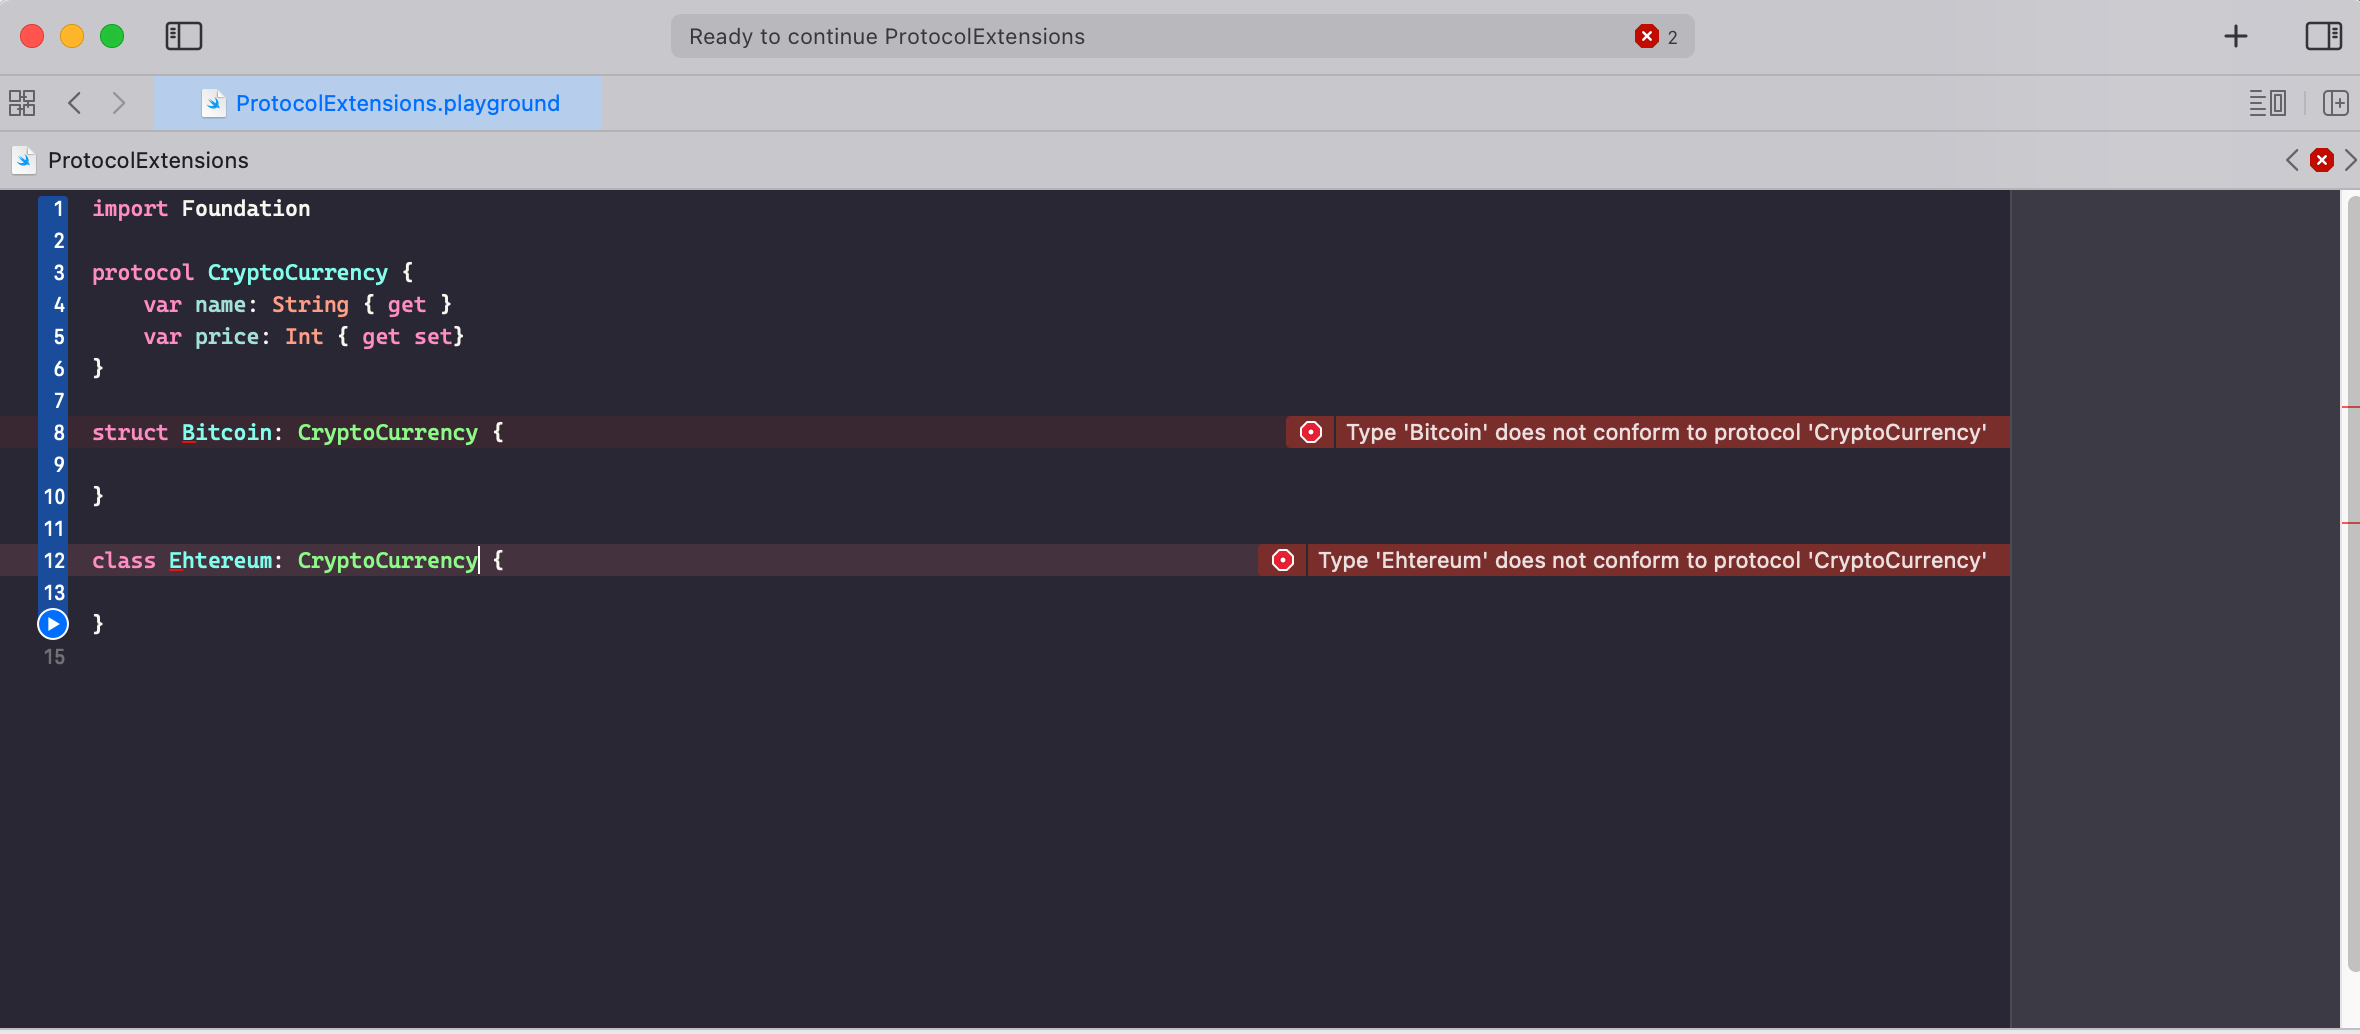 Ready to continue ProtocolExtensions 2
ProtocolExtensions.playground
ProtocolExtensions
1 import Foundation
2
3 protocol CryptoCurrency {
4     var name: String { get }
5     var price: Int { get set}
6 }
7
8 struct Bitcoin: CryptoCurrency { Type 'Bitcoin' does not conform to protocol 'CryptoCurrency'
9
10 }
11
12 class Ehtereum: CryptoCurrency { Type 'Ehtereum' does not conform to protocol 'CryptoCurrency'
13
}
15